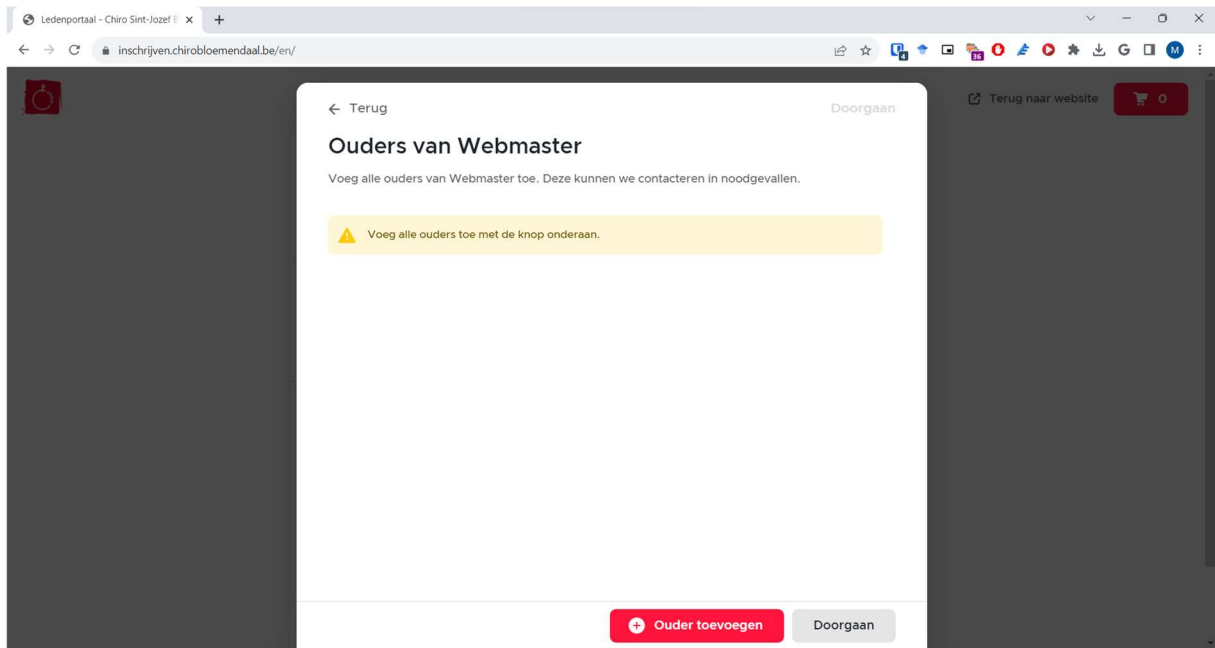 Ledenportaal - Chiro Sint-Jozef
inschrijven.chirobloemendaal.be/en/
4
36
G
M
Terug
Doorgaan
Terug naar website
0
Ouders van Webmaster
Voeg alle ouders van Webmaster toe. Deze kunnen we contacteren in noodgevallen.
Voeg alle ouders toe met de knop onderaan.
Ouder toevoegen
Doorgaan